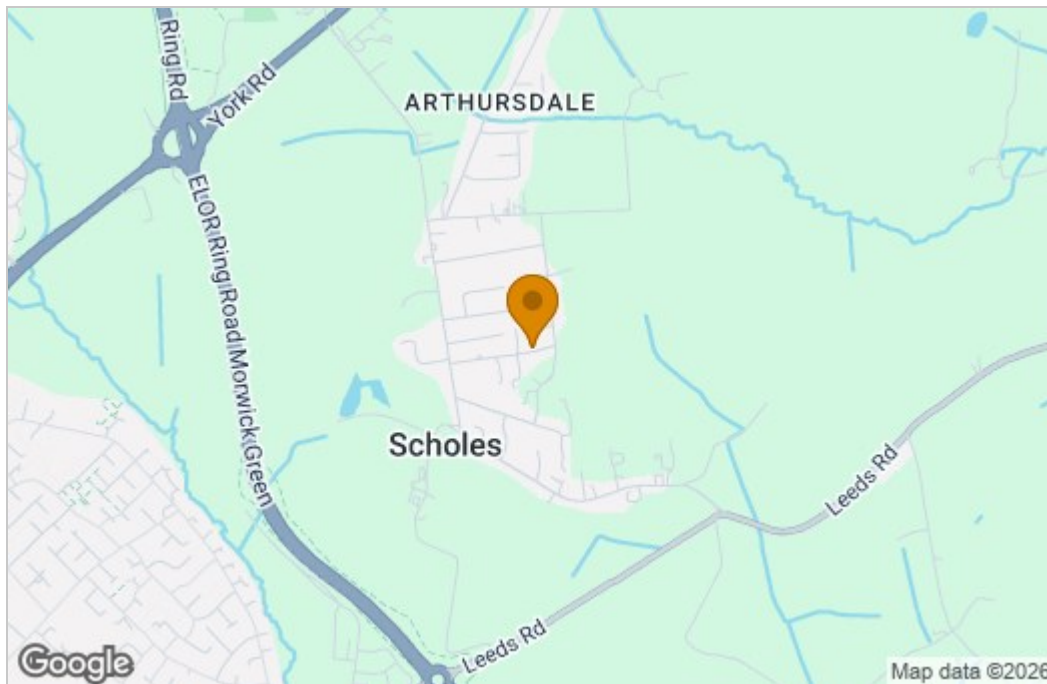 Ring Rd
York Rd
ARTHURSDALE
ELOR Ring Road Morwick Green
Scholes
Leeds Rd
Leeds Rd
Google
Map data ©2026